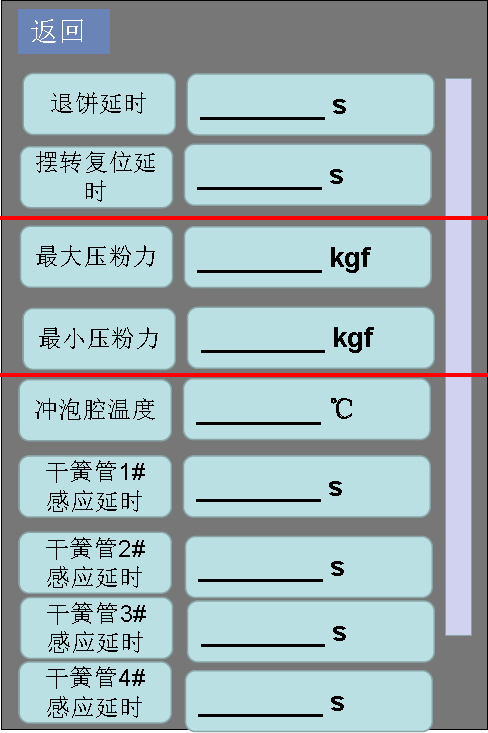 返回
退饼延时 ________ s
摆转复位延
时 ________ s
最大压粉力 ________ kgf
最小压粉力 ________ kgf
冲泡腔温度 ________ ℃
干簧管1#
感应延时 ________ s
干簧管2#
感应延时 ________ s
干簧管3#
感应延时 ________ s
干簧管4#
感应延时 ________ s